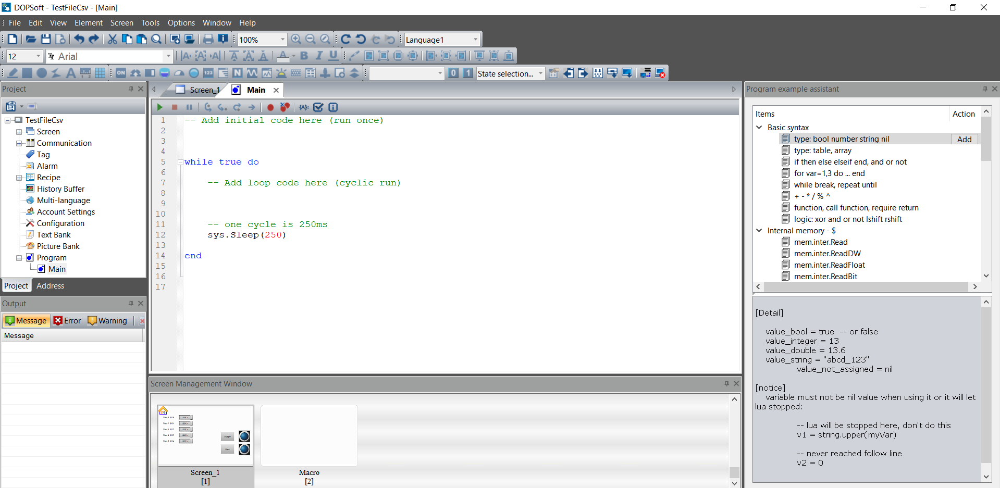 DOPSoft - TestFileCsv - [Main]
File Edit View Element Screen Tools Options Window Help
100%
Language1
12 Arial
State selection...
Project
TestFileCsv
Screen
Communication
Tag
Alarm
Recipe
History Buffer
Multi-language
Account Settings
Configuration
Text Bank
Picture Bank
Program
Main
Project Address
Output
Message Error Warning
Message
Screen_1 Main
1 -- Add initial code here (run once)
2
3
4
5 while true do
6
7 -- Add loop code here (cyclic run)
8
9
10
11 -- one cycle is 250ms
12 sys.Sleep(250)
13
14 end
15
16
17
Screen Management Window
Screen_1
[1]
Macro
[2]
Program example assistant
Items Action
Basic syntax
type: bool number string nil Add
type: table, array
if then else elseif end, and or not
for var=1,3 do ... end
while break, repeat until
+ - * / % ^
function, call function, require return
logic: xor and or not lshift rshift
Internal memory - $
mem.inter.Read
mem.inter.ReadDW
mem.inter.ReadFloat
mem.inter.ReadBit
[Detail]
value_bool = true -- or false
value_integer = 13
value_double = 13.6
value_string = "abcd_123"
value_not_assigned = nil
[notice]
variable must not be nil value when using it or it will let
lua stopped:
-- lua will be stopped here, don't do this
v1 = string.upper(myVar)
-- never reached follow line
v2 = 0